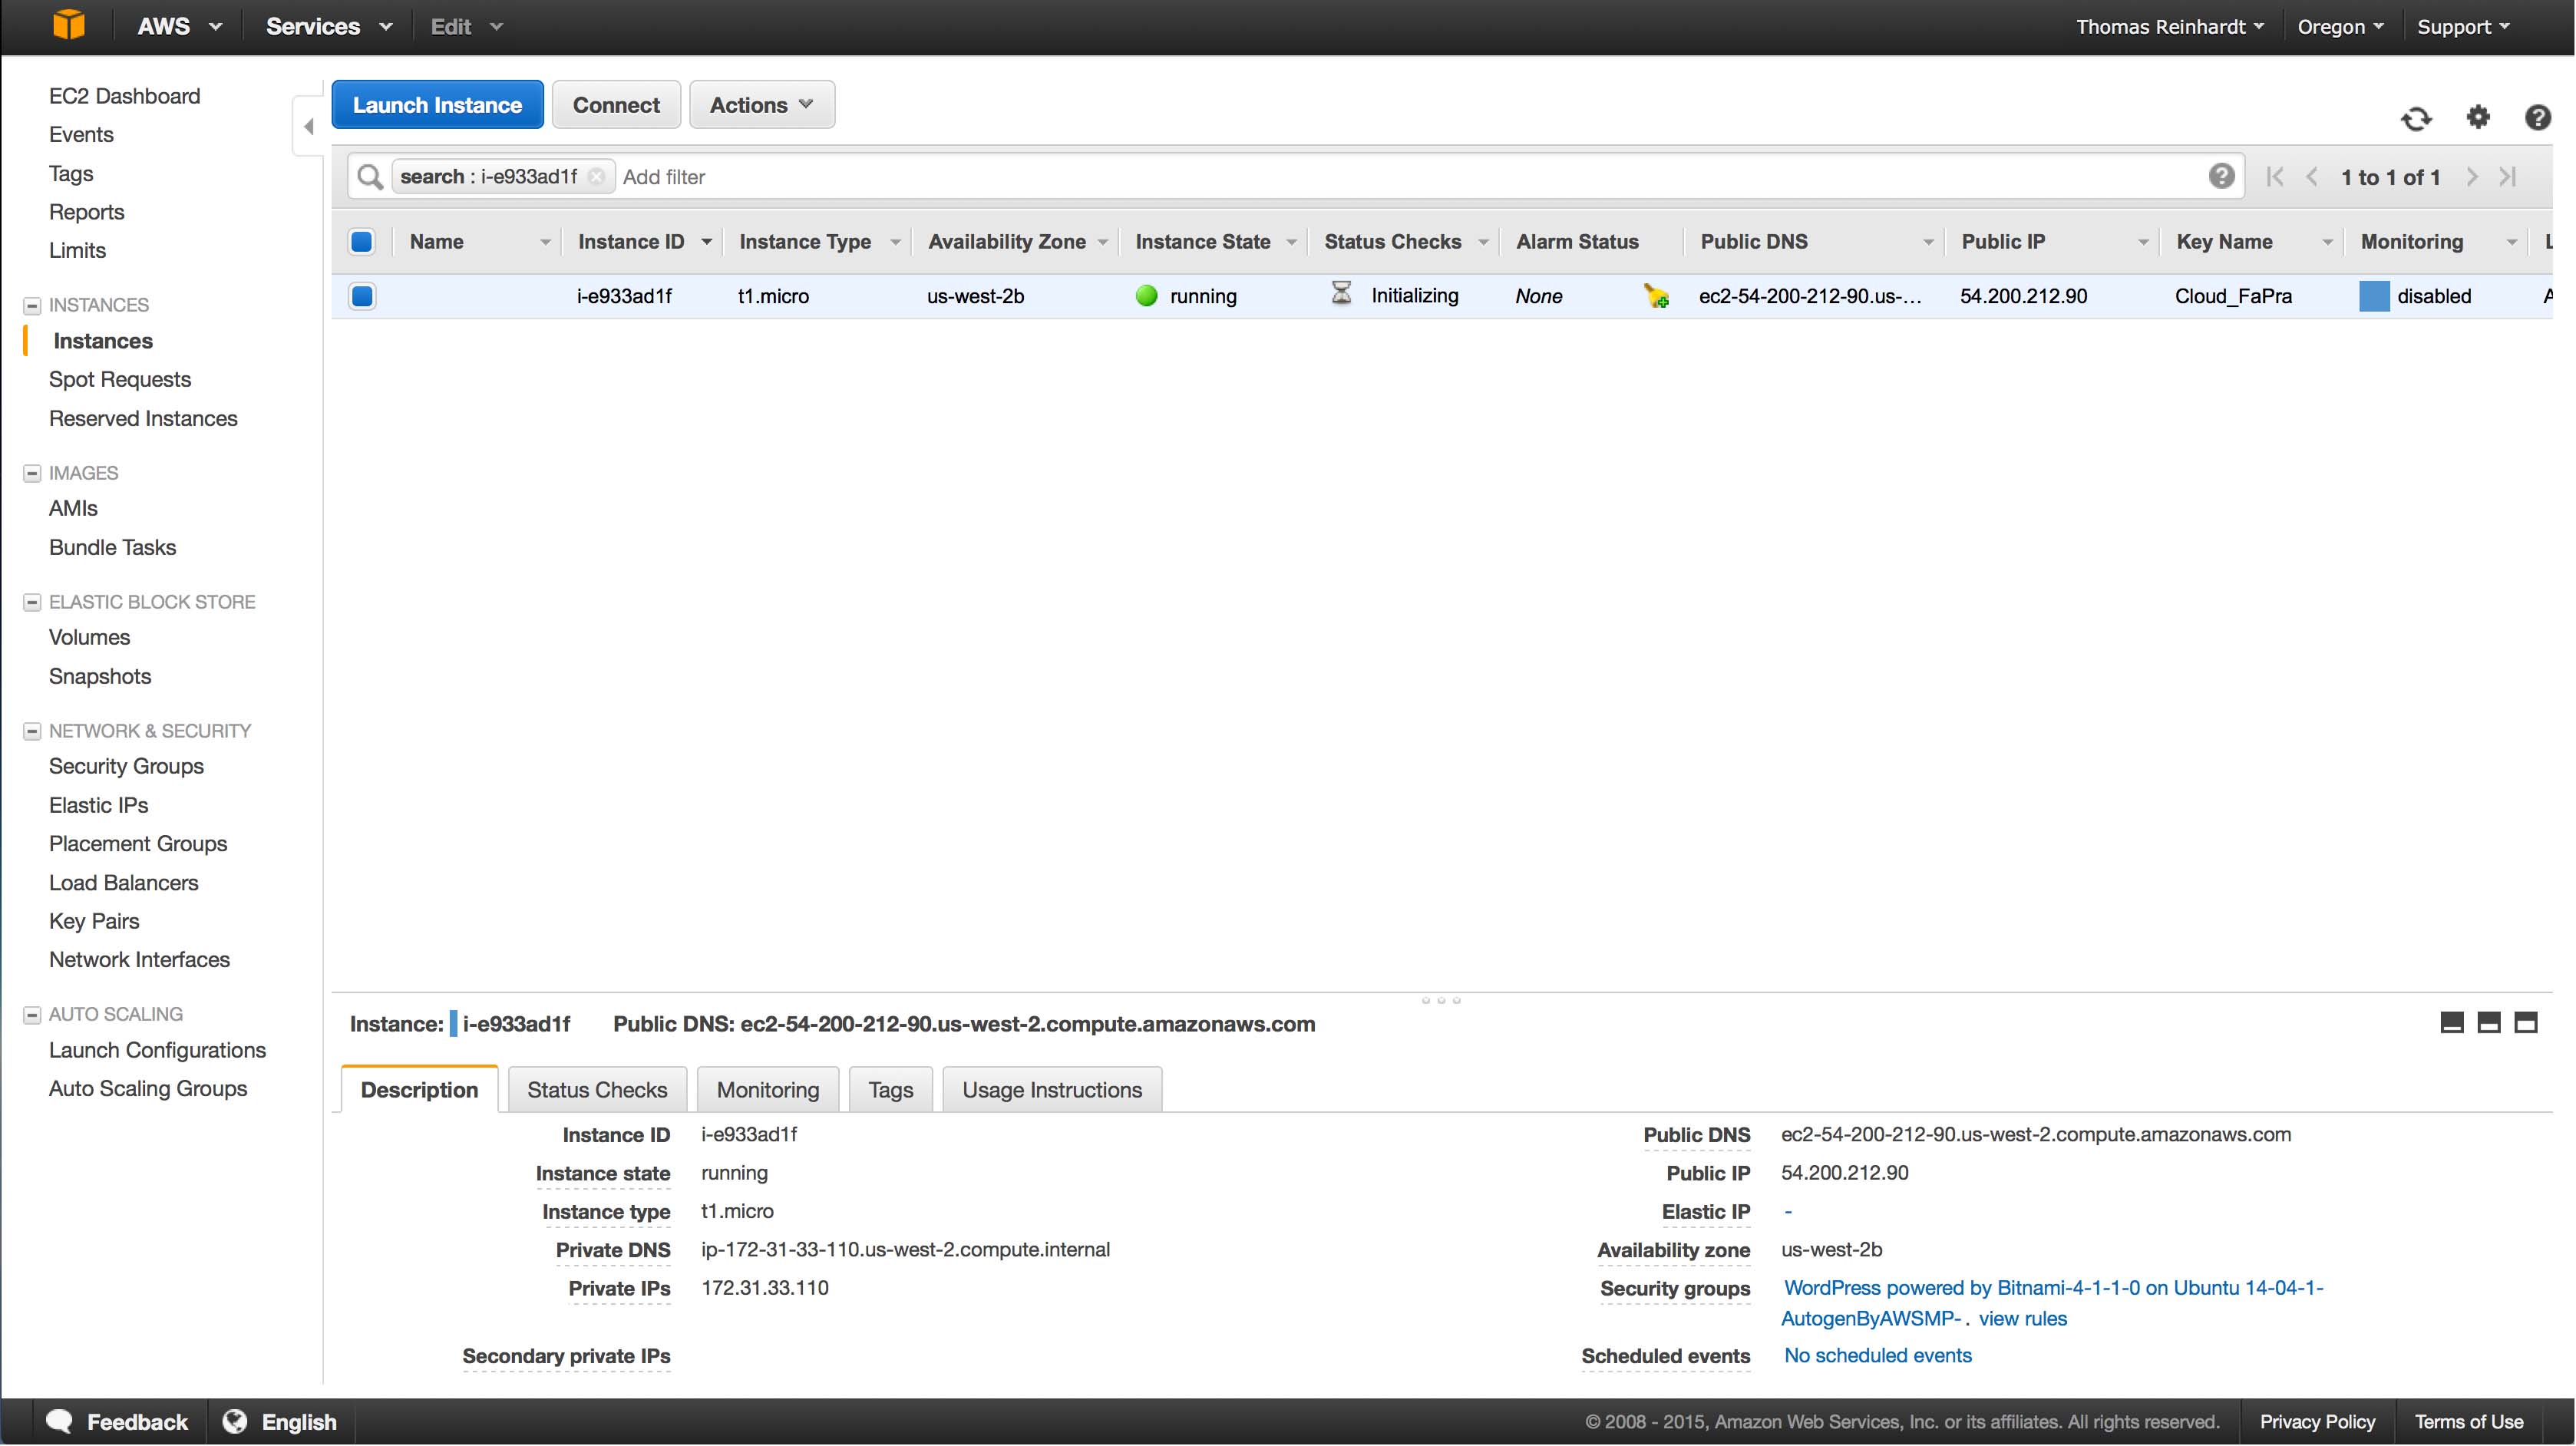 AWS Services Edit Thomas Reinhardt Oregon Support
EC2 Dashboard
Events
Tags
Reports
Limits
INSTANCES
Instances
Spot Requests
Reserved Instances
IMAGES
AMIs
Bundle Tasks
ELASTIC BLOCK STORE
Volumes
Snapshots
NETWORK & SECURITY
Security Groups
Elastic IPs
Placement Groups
Load Balancers
Key Pairs
Network Interfaces
AUTO SCALING
Launch Configurations
Auto Scaling Groups
Launch Instance Connect Actions
search : i-e933ad1f Add filter 1 to 1 of 1
Name Instance ID Instance Type Availability Zone Instance State Status Checks Alarm Status Public DNS Public IP Key Name Monitoring
i-e933ad1f t1.micro us-west-2b running Initializing None ec2-54-200-212-90.us-... 54.200.212.90 Cloud_FaPra disabled
Instance: i-e933ad1f Public DNS: ec2-54-200-212-90.us-west-2.compute.amazonaws.com
Description Status Checks Monitoring Tags Usage Instructions
Instance ID i-e933ad1f
Instance state running
Instance type t1.micro
Private DNS ip-172-31-33-110.us-west-2.compute.internal
Private IPs 172.31.33.110
Secondary private IPs
Public DNS ec2-54-200-212-90.us-west-2.compute.amazonaws.com
Public IP 54.200.212.90
Elastic IP -
Availability zone us-west-2b
Security groups WordPress powered by Bitnami-4-1-1-0 on Ubuntu 14-04-1-
AutogenByAWSMP- . view rules
Scheduled events No scheduled events
Feedback English © 2008 - 2015, Amazon Web Services, Inc. or its affiliates. All rights reserved. Privacy Policy Terms of Use